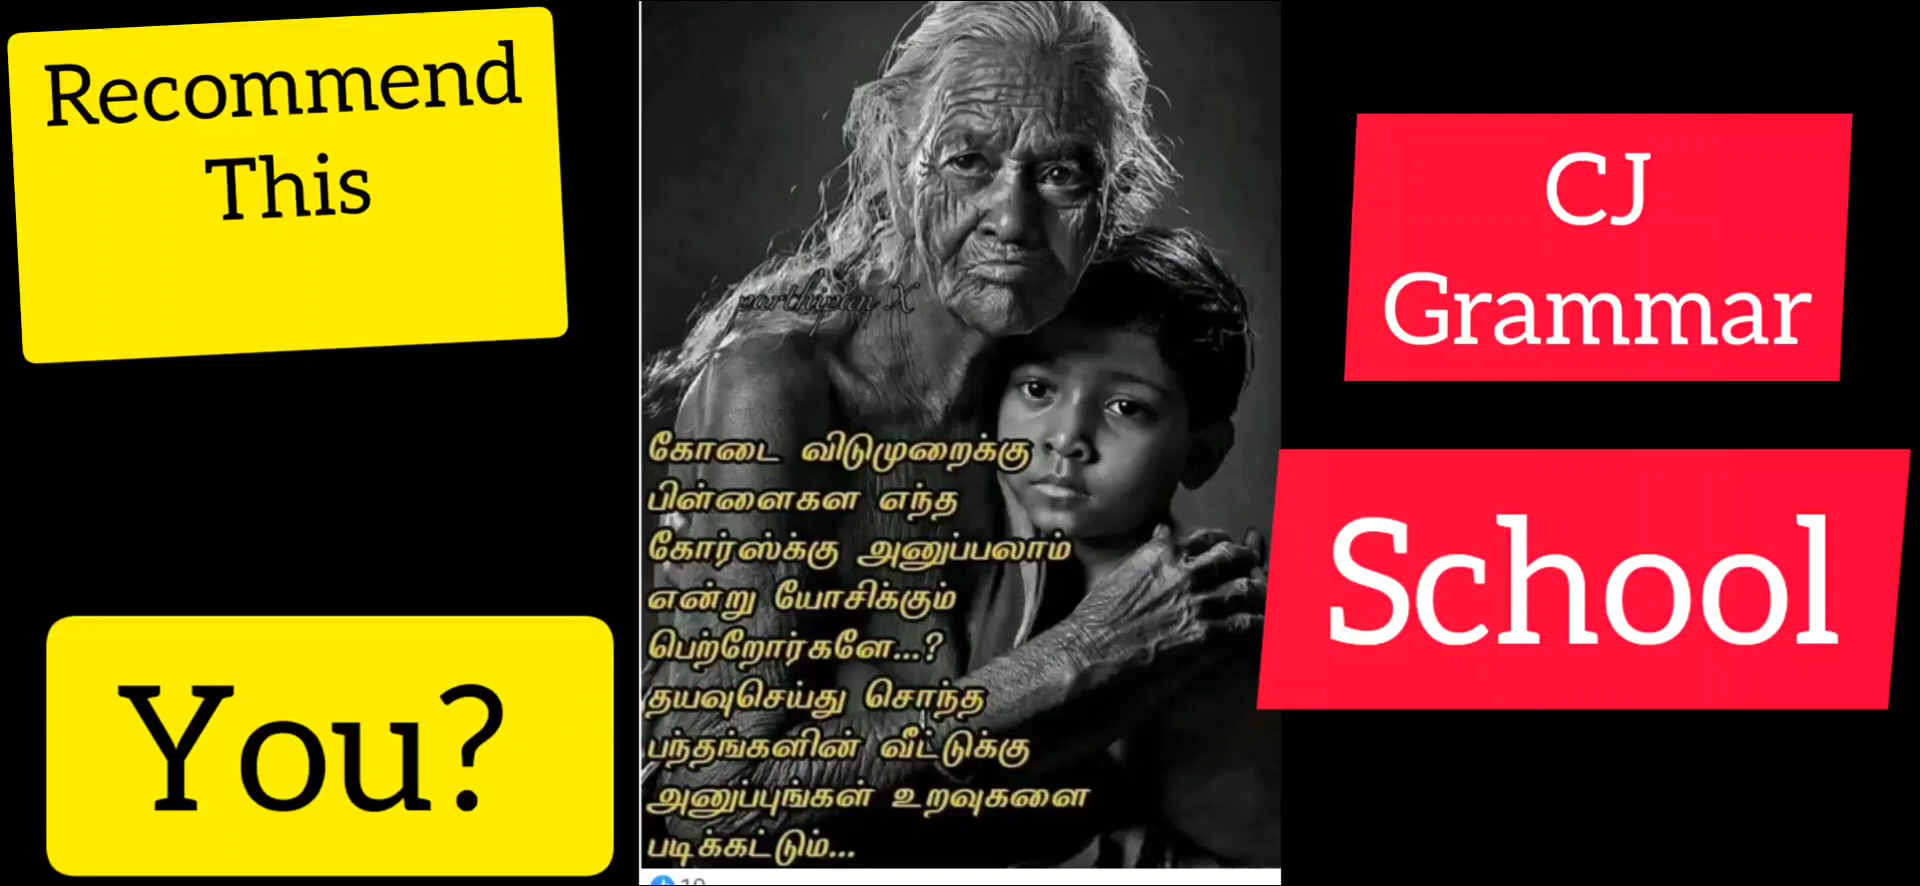 Recommend
This
You?
parthipan X
கோடை விடுமுறைக்கு
பிள்ளைகள எந்த
கோர்ஸ்க்கு அனுப்பலாம்
என்று யோசிக்கும்
பெற்றோர்களே...?
தயவுசெய்து சொந்த
பந்தங்களின் வீட்டுக்கு
அனுப்புங்கள் உறவுகளை
படிக்கட்டும்...
CJ
Grammar
School